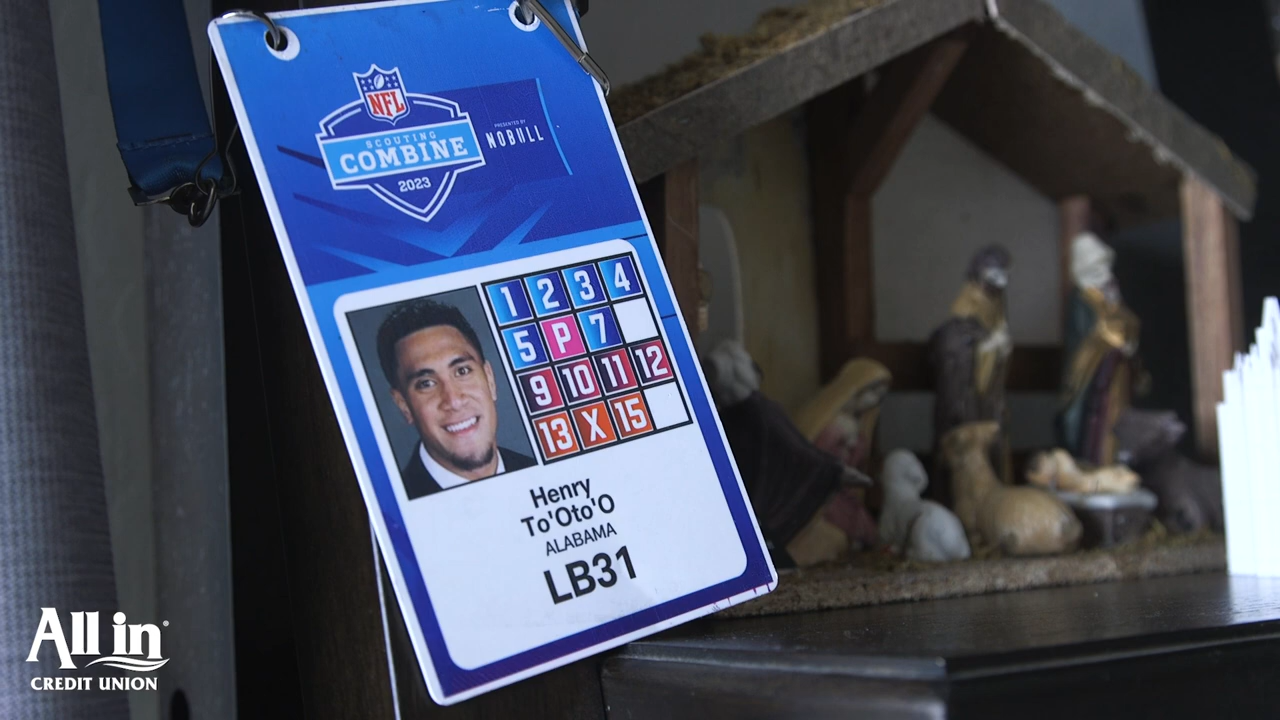 NFL
SCOUTING
COMBINE
2023
PRESENTED BY
NOBULL
1 2 3 4
5 P 7
9 10 11 12
13 X 15
Henry
To'Oto'O
ALABAMA
LB31
All in®
CREDIT UNION